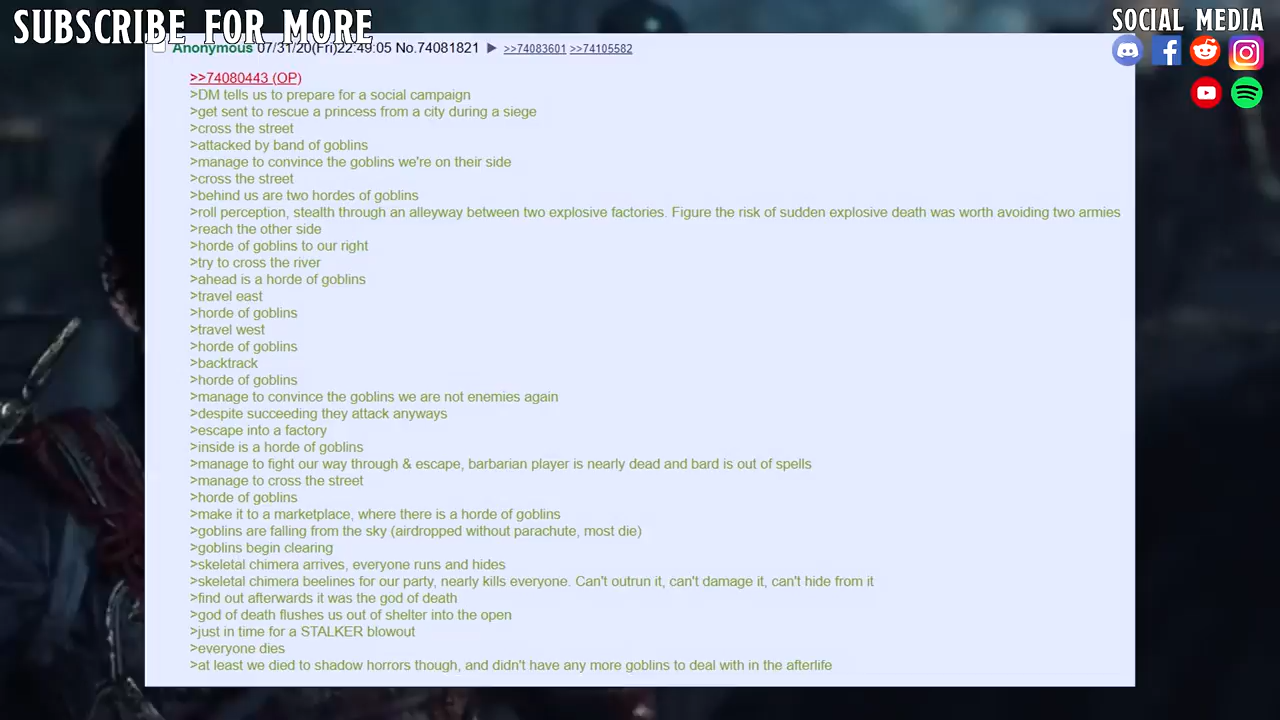 SUBSCRIBE FOR MORE
SOCIAL MEDIA
Anonymous 07/31/20(Fri)22:49:05 No.74081821 ▶ >>74083601 >>74105582
>>74080443 (OP)
>DM tells us to prepare for a social campaign
>get sent to rescue a princess from a city during a siege
>cross the street
>attacked by band of goblins
>manage to convince the goblins we're on their side
>cross the street
>behind us are two hordes of goblins
>roll perception, stealth through an alleyway between two explosive factories. Figure the risk of sudden explosive death was worth avoiding two armies
>reach the other side
>horde of goblins to our right
>try to cross the river
>ahead is a horde of goblins
>travel east
>horde of goblins
>travel west
>horde of goblins
>backtrack
>horde of goblins
>manage to convince the goblins we are not enemies again
>despite succeeding they attack anyways
>escape into a factory
>inside is a horde of goblins
>manage to fight our way through & escape, barbarian player is nearly dead and bard is out of spells
>manage to cross the street
>horde of goblins
>make it to a marketplace, where there is a horde of goblins
>goblins are falling from the sky (airdropped without parachute, most die)
>goblins begin clearing
>skeletal chimera arrives, everyone runs and hides
>skeletal chimera beelines for our party, nearly kills everyone. Can't outrun it, can't damage it, can't hide from it
>find out afterwards it was the god of death
>god of death flushes us out of shelter into the open
>just in time for a STALKER blowout
>everyone dies
>at least we died to shadow horrors though, and didn't have any more goblins to deal with in the afterlife